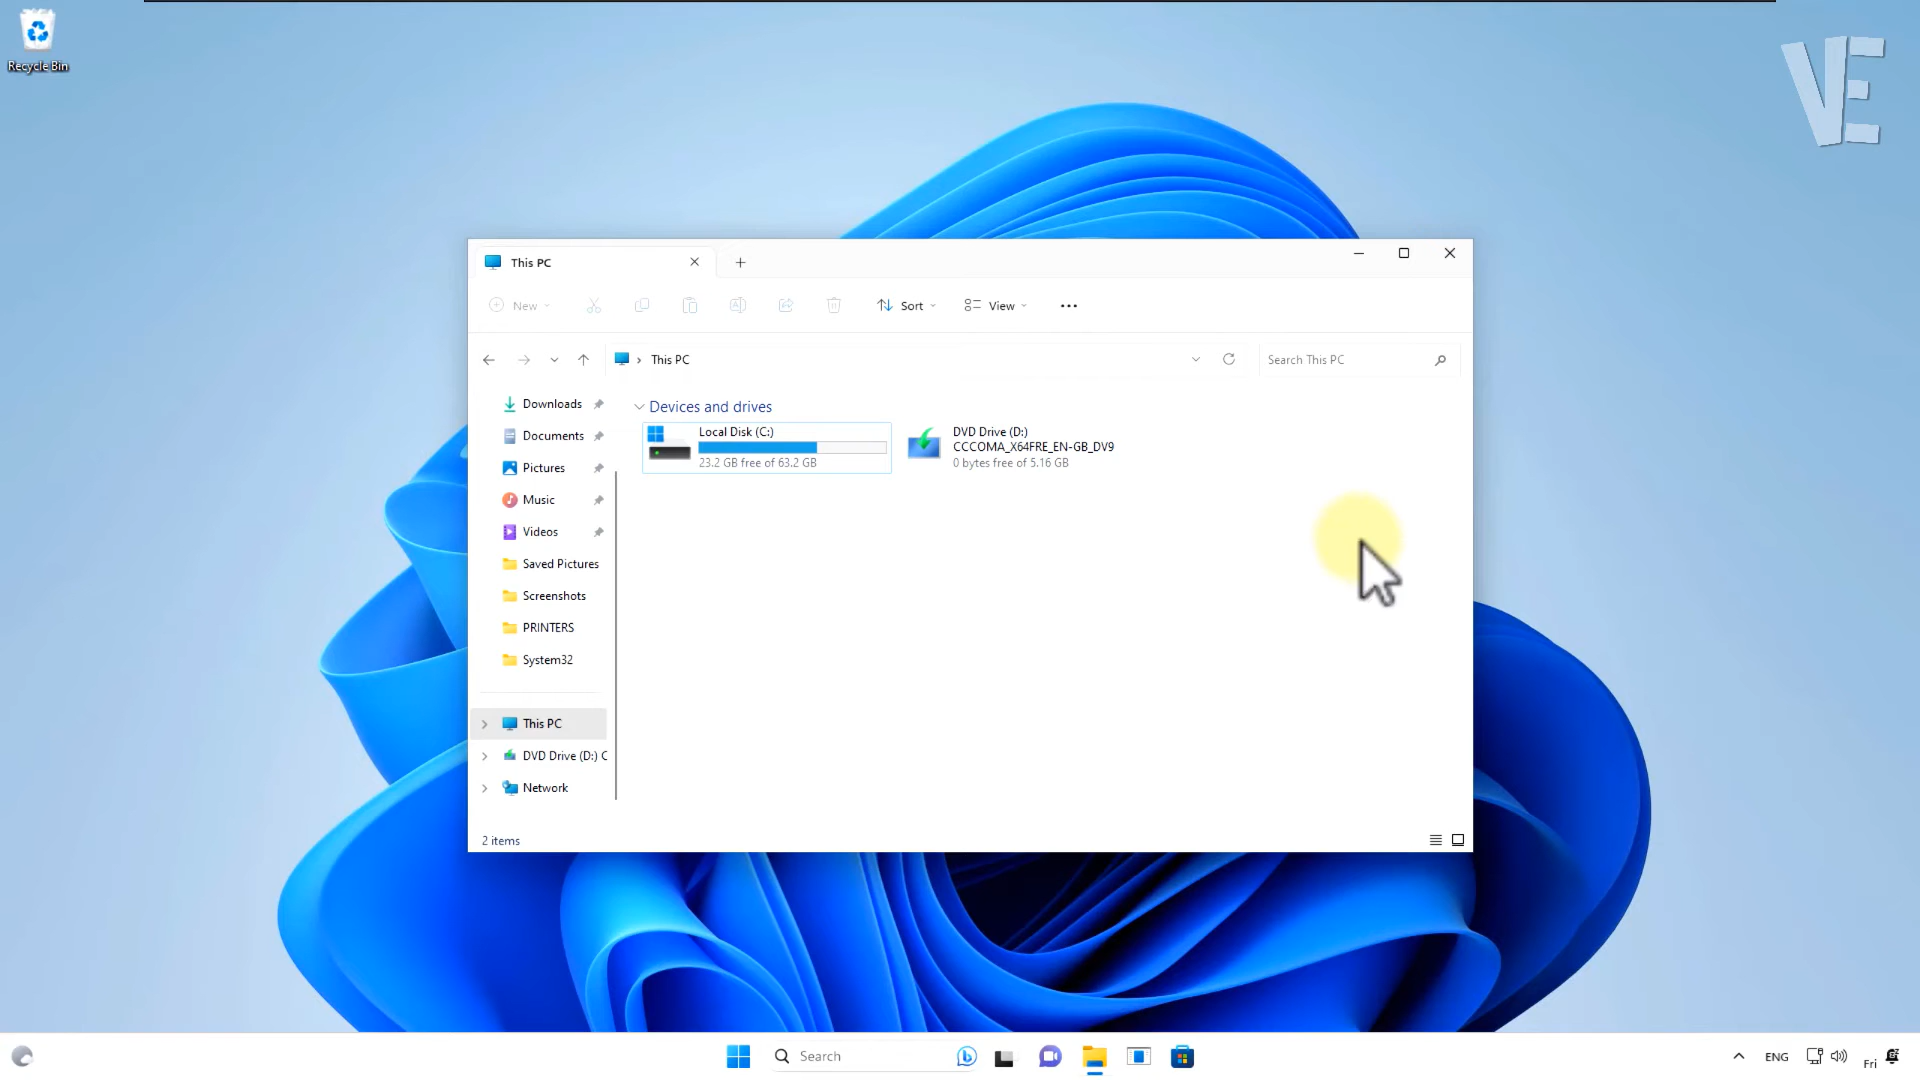 Recycle Bin
VE
This PC
New
Sort
View
This PC
Search This PC
Downloads
Documents
Pictures
Music
Videos
Saved Pictures
Screenshots
PRINTERS
System32
This PC
DVD Drive (D:) C
Network
Devices and drives
Local Disk (C:)
23.2 GB free of 63.2 GB
DVD Drive (D:)
CCCOMA_X64FRE_EN-GB_DV9
0 bytes free of 5.16 GB
2 items
Search
ENG
Fri